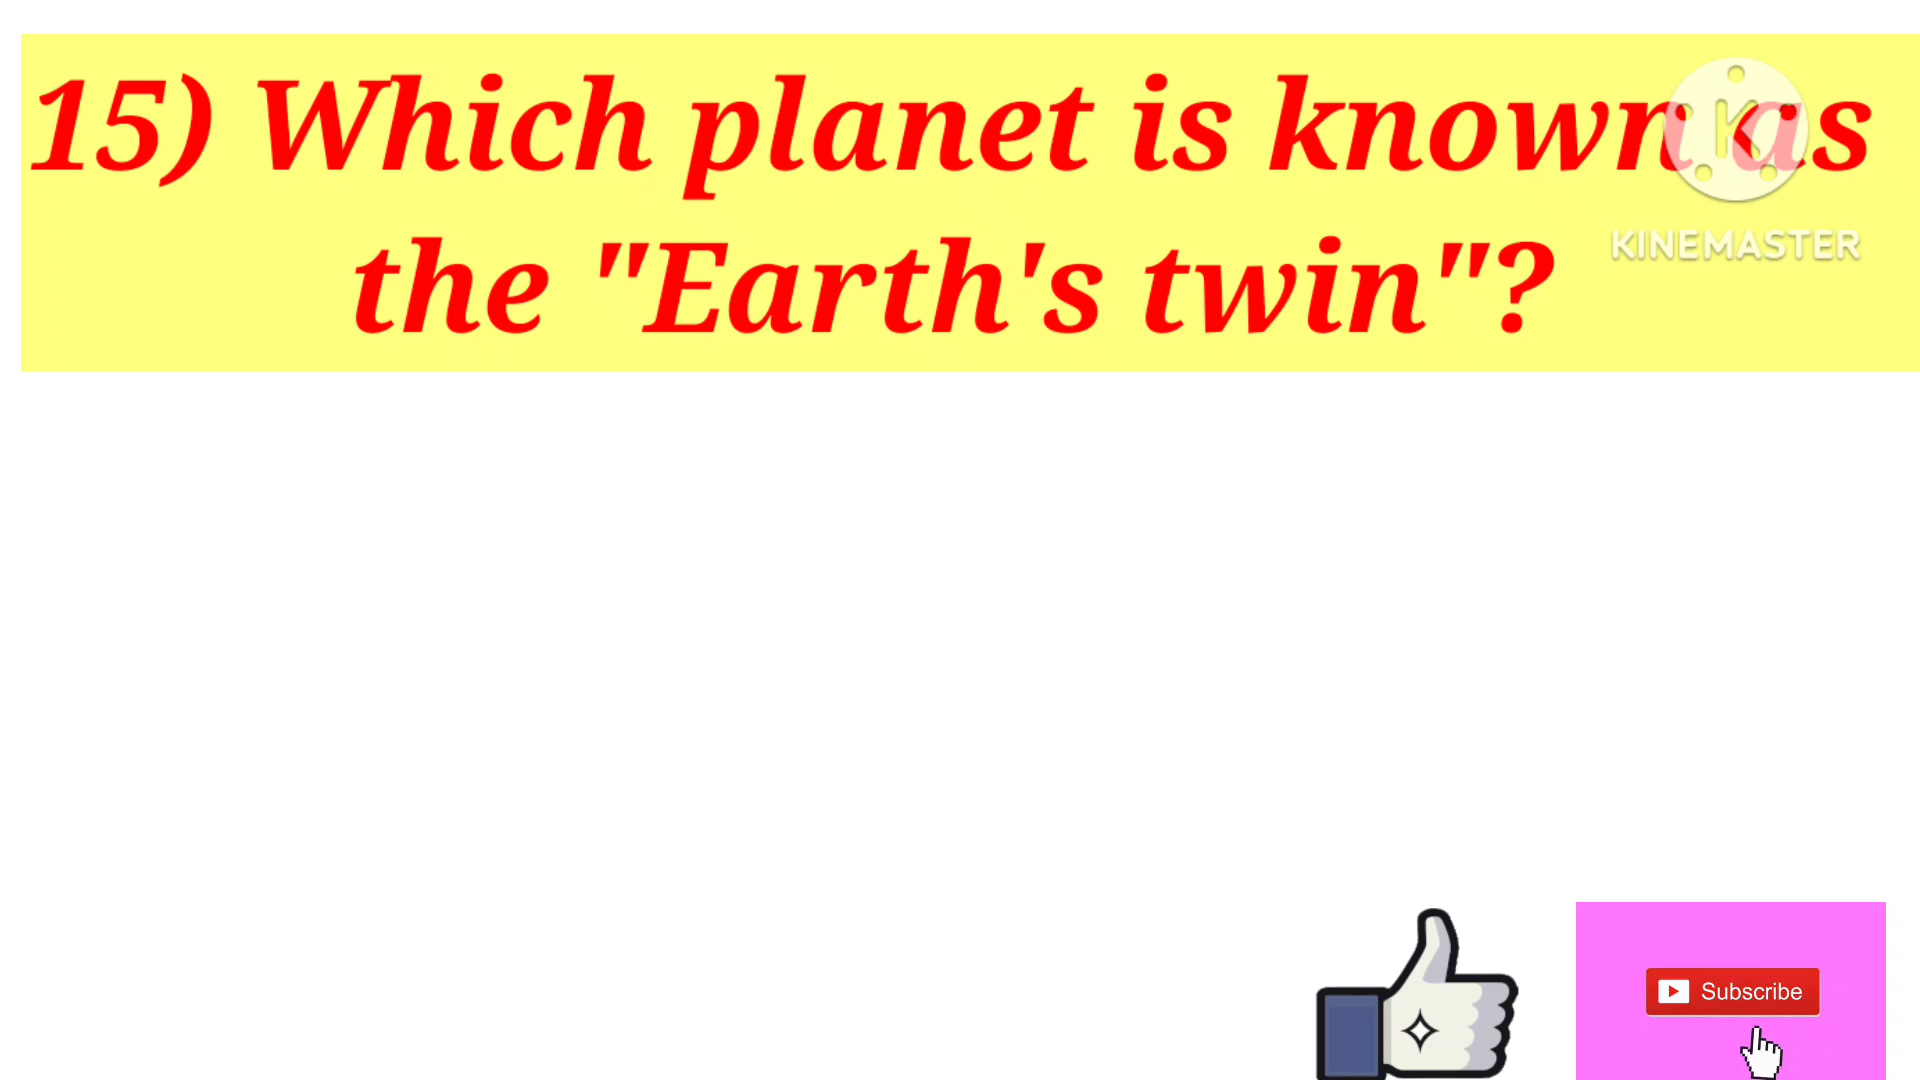 15) Which planet is known as
the "Earth's twin"?
KINEMASTER
Subscribe